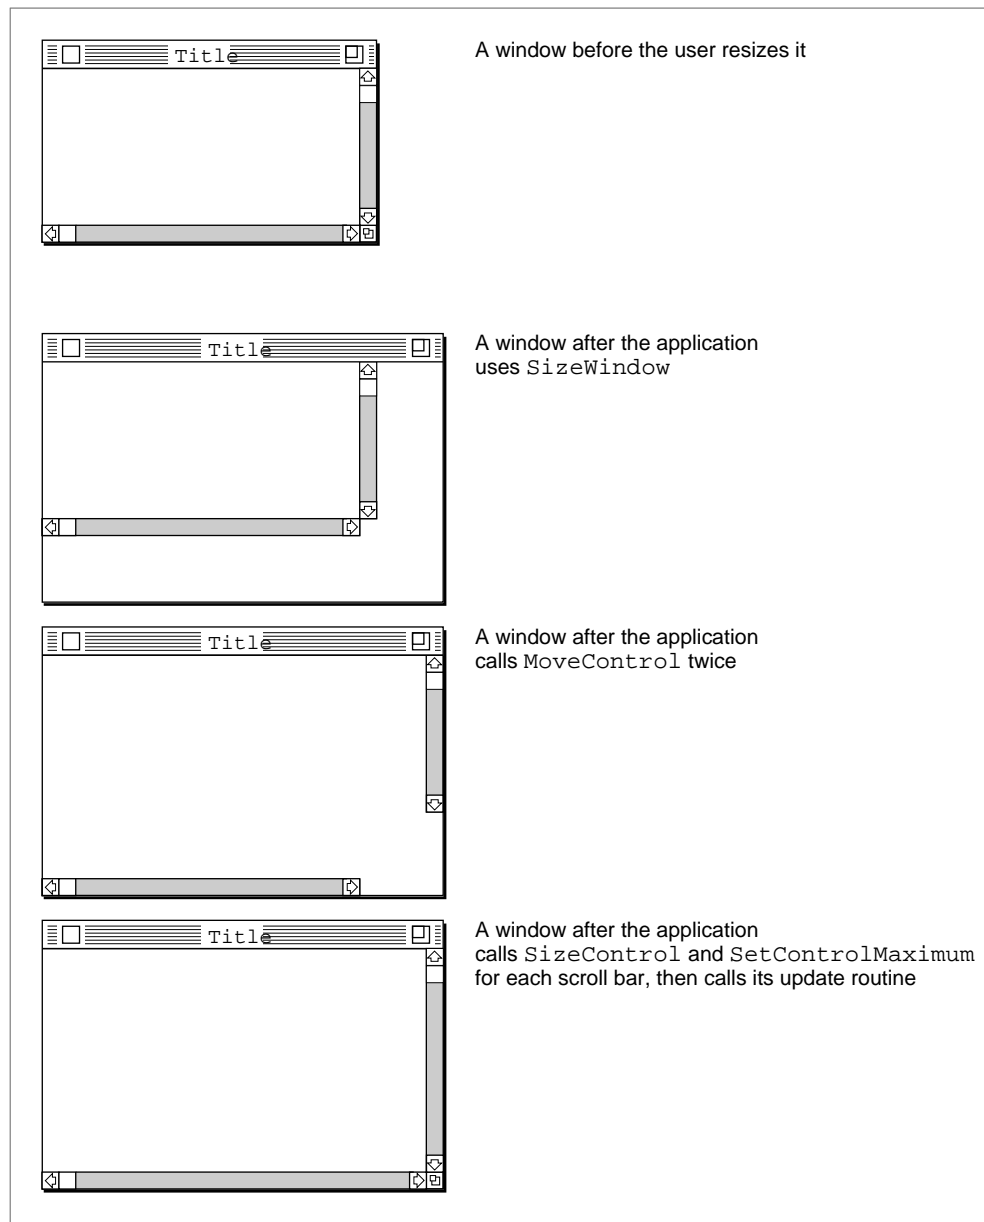 Title
A window before the user resizes it
Title
A window after the application
uses SizeWindow
Title
A window after the application
calls MoveControl twice
Title
A window after the application
calls SizeControl and SetControlMaximum
for each scroll bar, then calls its update routine